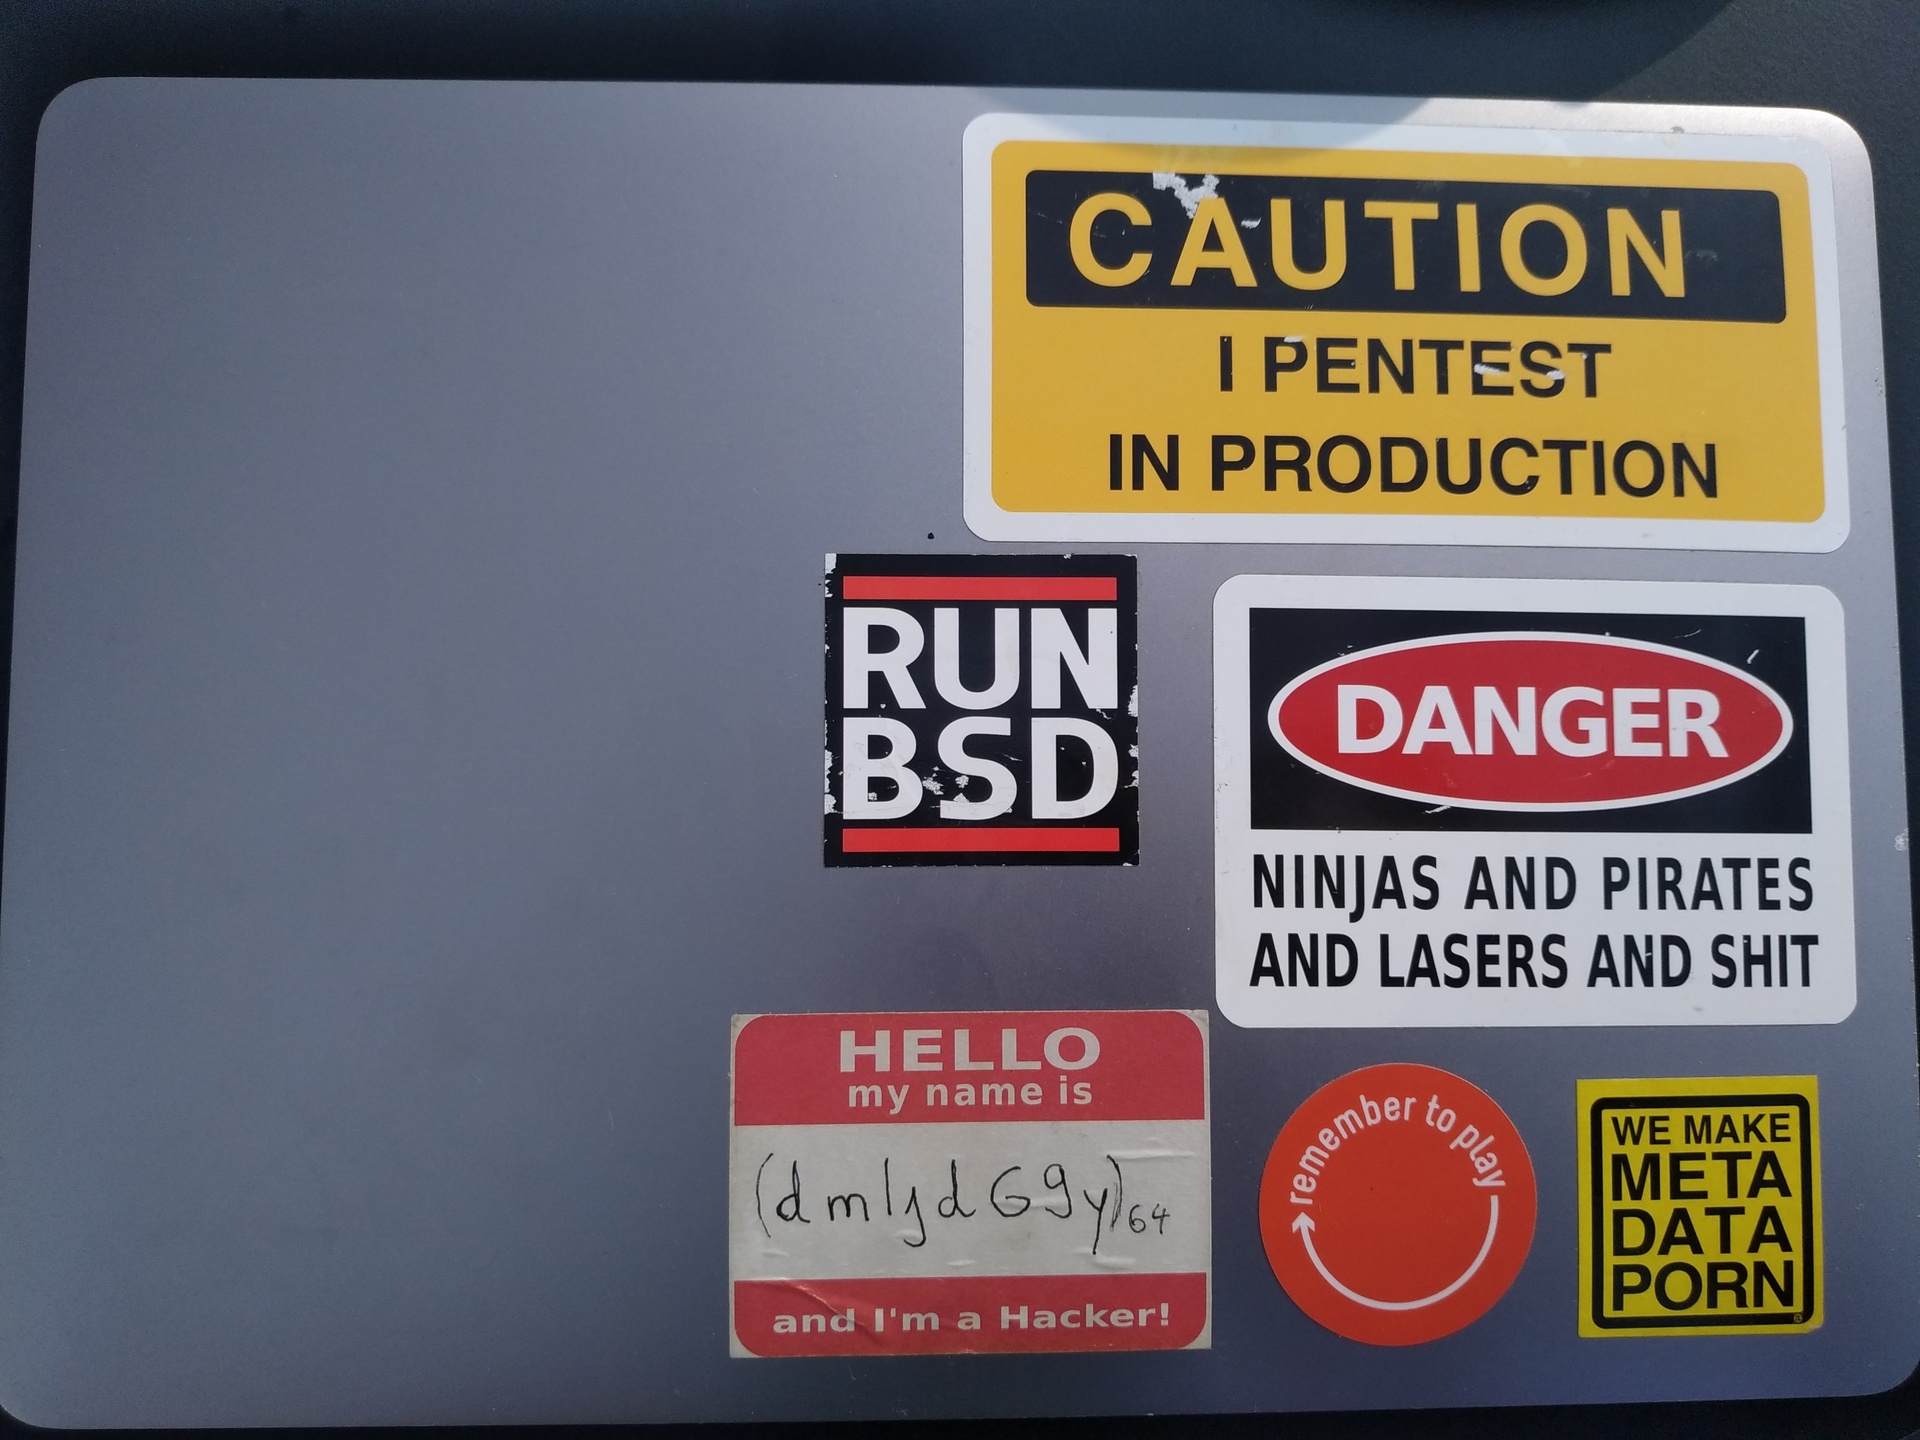 CAUTION
I PENTEST
IN PRODUCTION
RUN
BSD
DANGER
NINJAS AND PIRATES
AND LASERS AND SHIT
HELLO
my name is
(dmljdG9y)64
and I'm a Hacker!
remember to play
WE MAKE
META
DATA
PORN